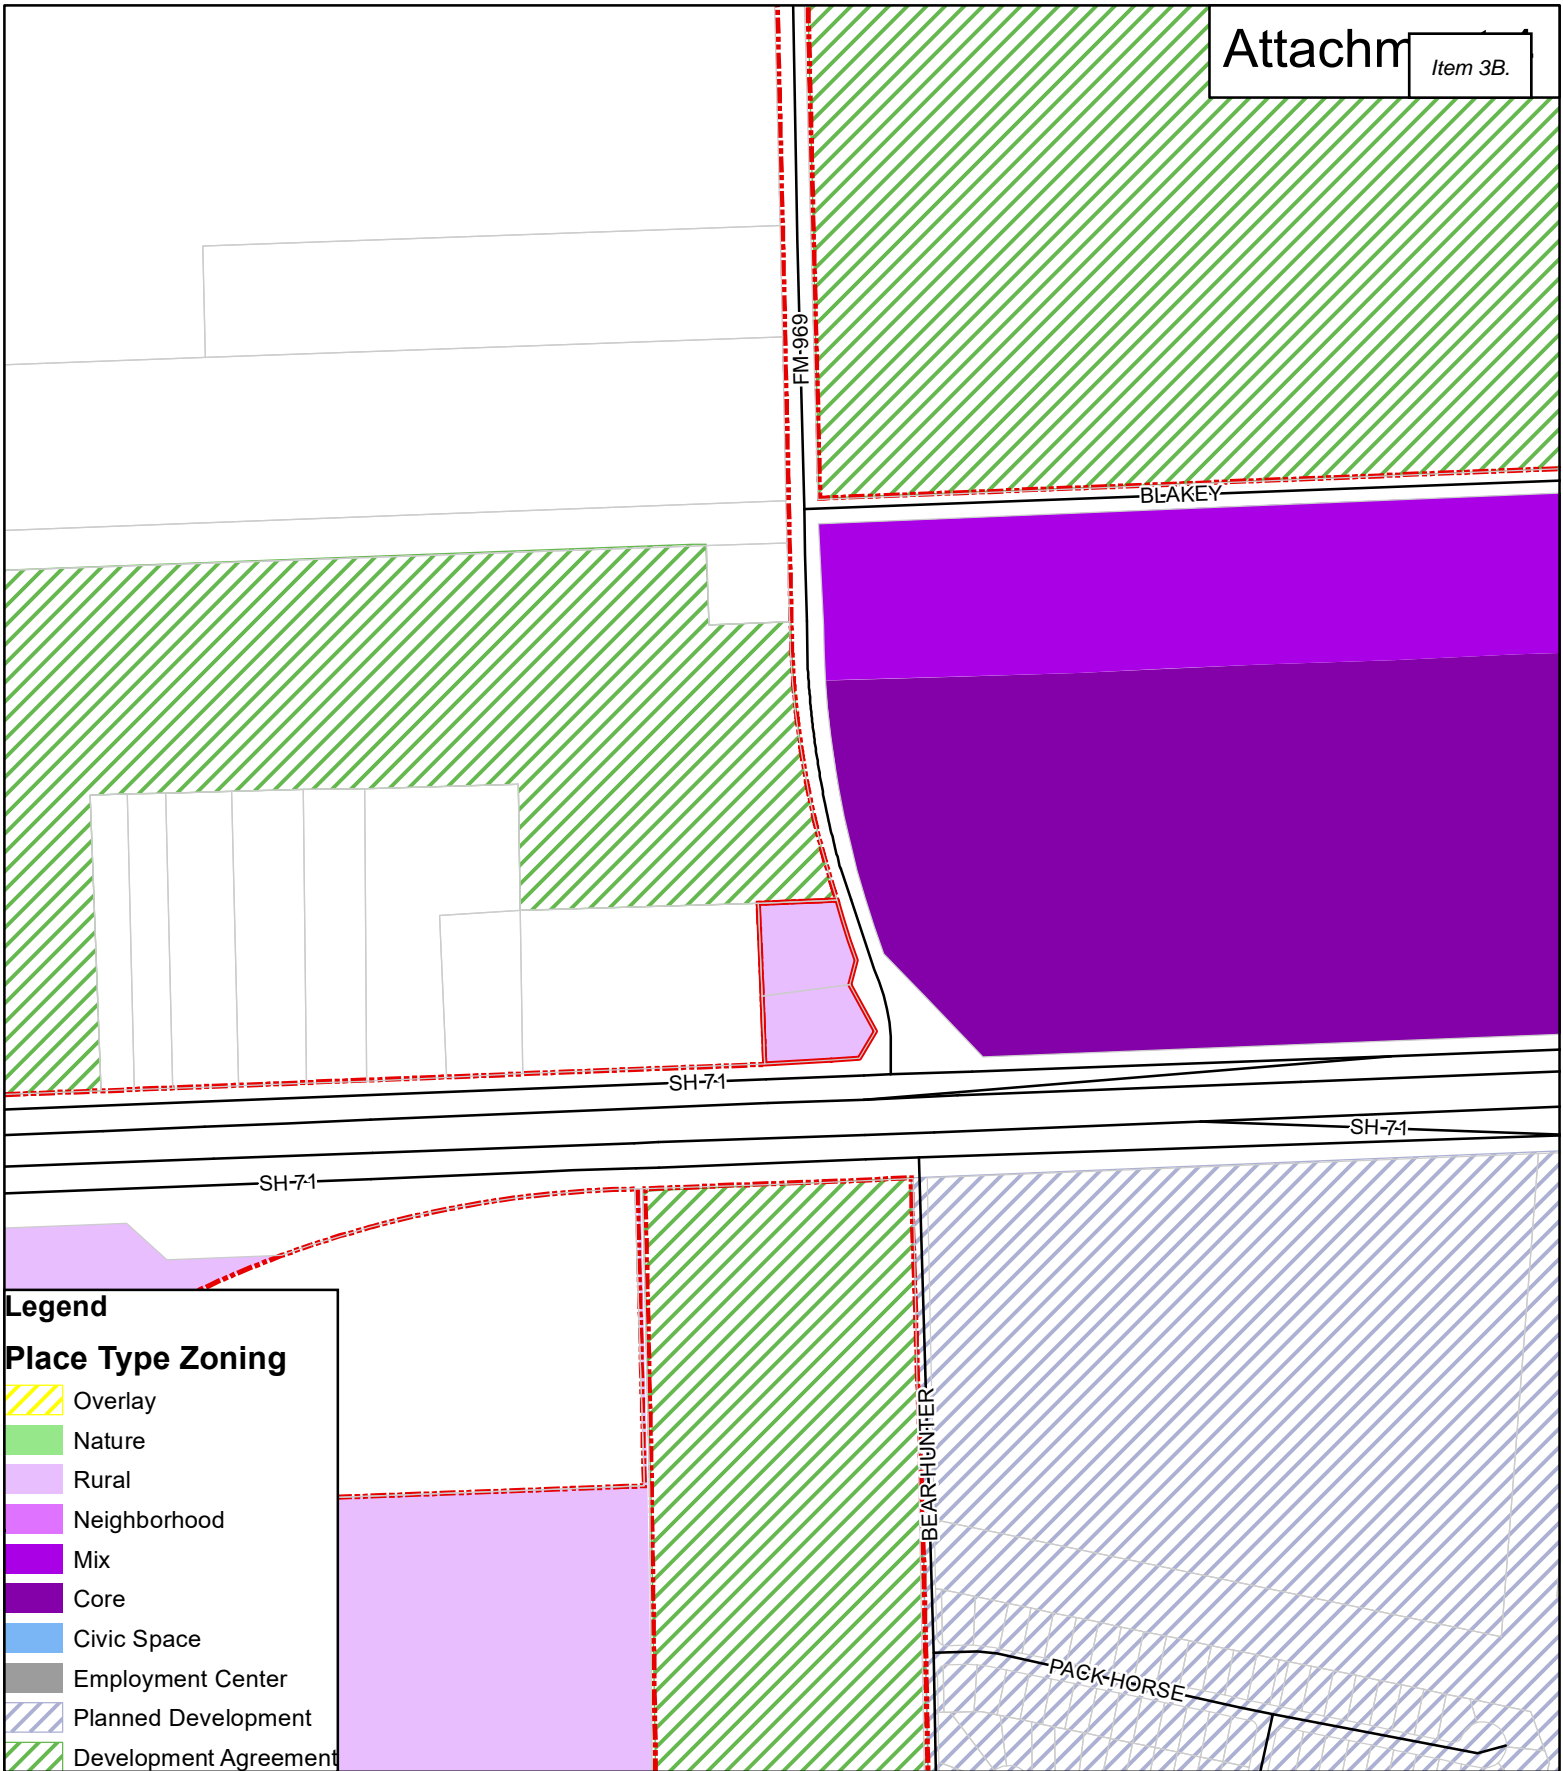 Item 3B.
FM-969
BLAKEY
SH-71
SH-71
SH-71
BEAR HUNTER
PACK HORSE
Legend
Place Type Zoning
Overlay
Nature
Rural
Neighborhood
Mix
Core
Civic Space
Employment Center
Planned Development
Development Agreement